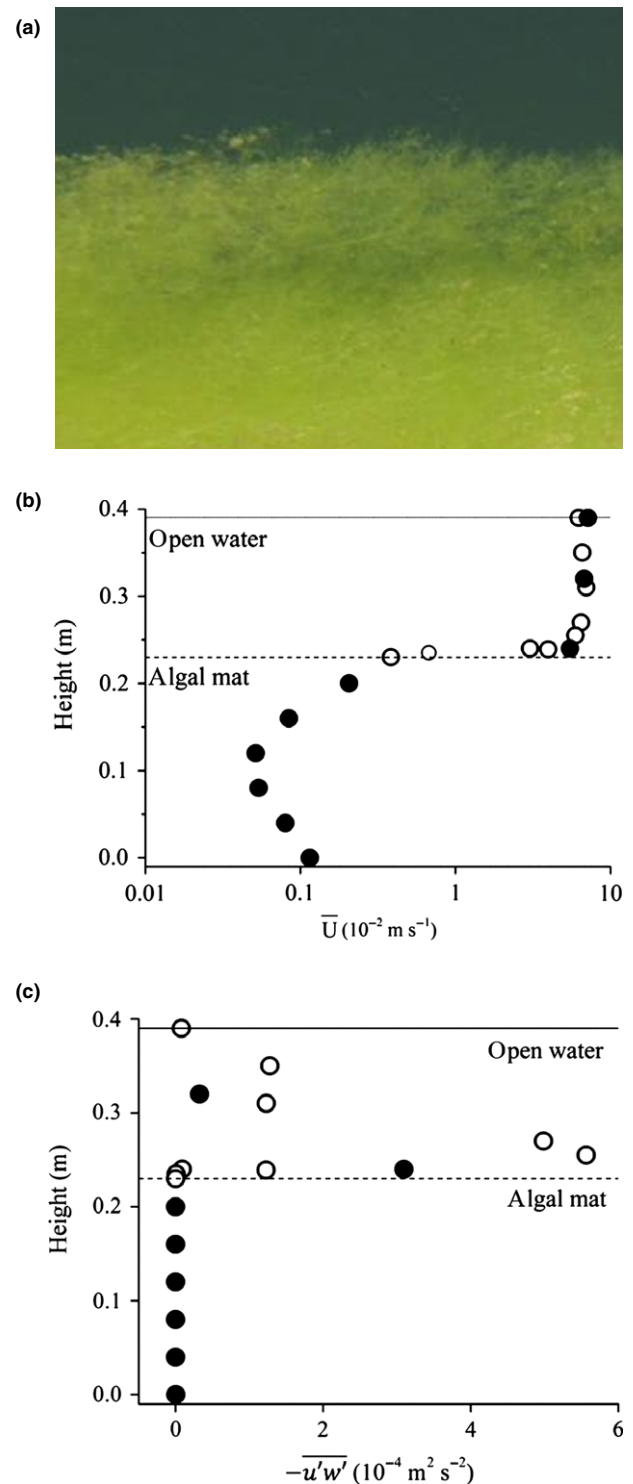 (a)
(b)
0.4
Open water
0.3
Height (m)
Algal mat
0.2
0.1
0.0
0.01
0.1
1
10
U̅ (10⁻² m s⁻¹)
(c)
0.4
Open water
0.3
Height (m)
Algal mat
0.2
0.1
0.0
0
2
4
6
−u′w′ (10⁻⁴ m² s⁻²)